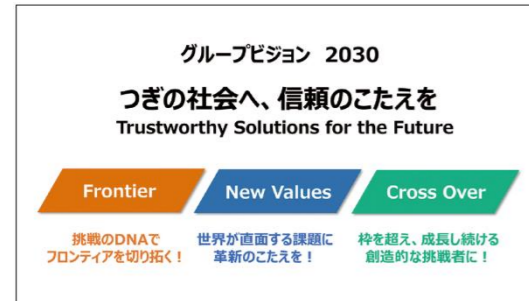 グループビジョン 2030
つぎの社会へ、信頼のこたえを
Trustworthy Solutions for the Future
Frontier
New Values
Cross Over
挑戦のDNAで
フロンティアを切り拓く！
世界が直面する課題に
革新のこたえを！
枠を超え、成長し続ける
創造的な挑戦者に！